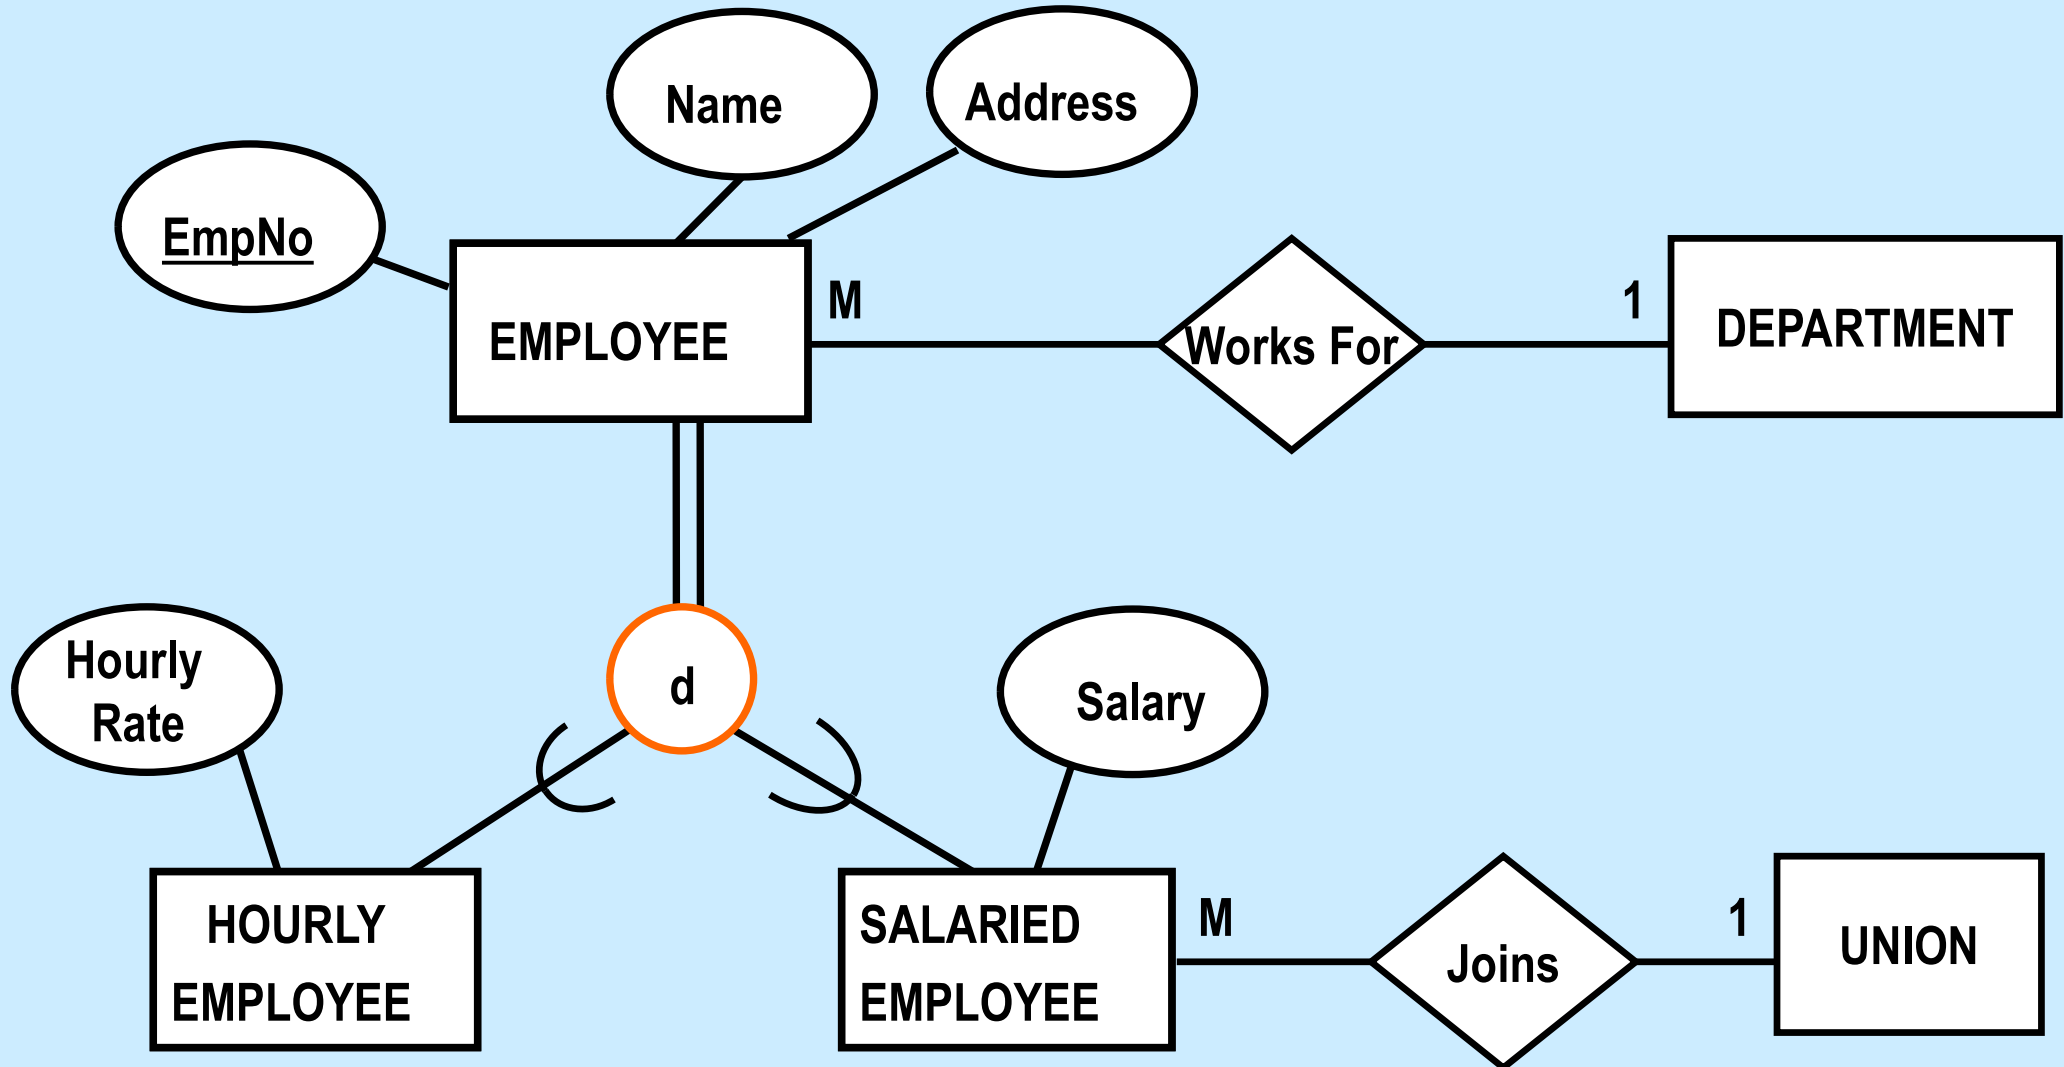 Name
Address
EmpNo
EMPLOYEE
M
Works For
1
DEPARTMENT
Hourly
Rate
d
Salary
HOURLY
EMPLOYEE
SALARIED
EMPLOYEE
M
Joins
1
UNION